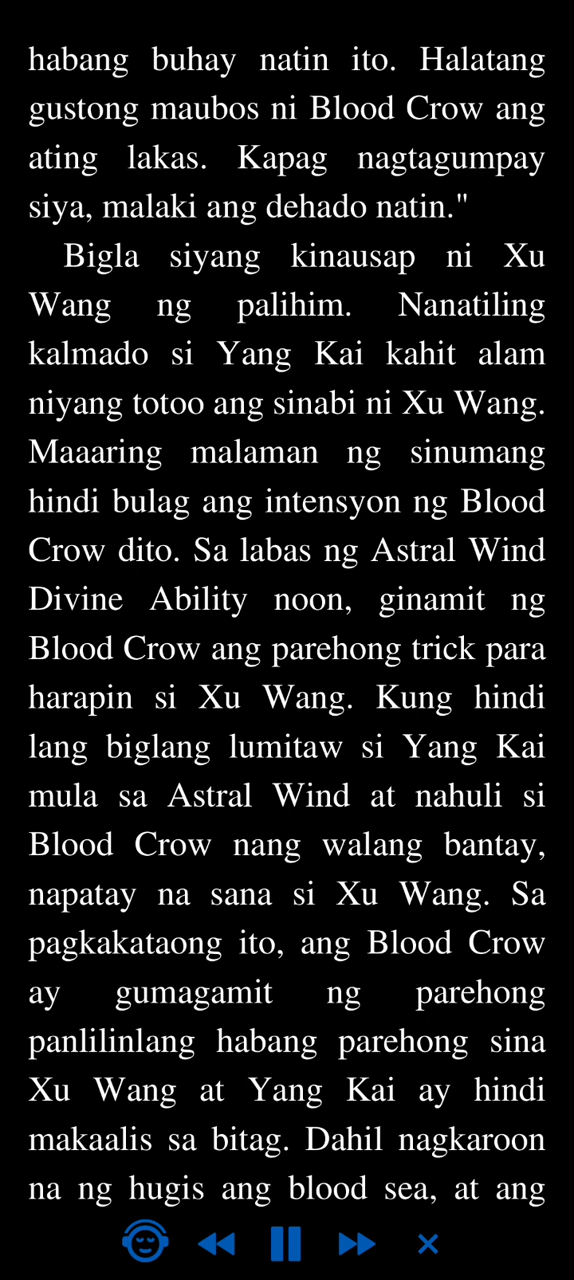 habang buhay natin ito. Halatang
gustong maubos ni Blood Crow ang
ating lakas. Kapag nagtagumpay
siya, malaki ang dehado natin."
Bigla siyang kinausap ni Xu
Wang ng palihim. Nanatiling
kalmado si Yang Kai kahit alam
niyang totoo ang sinabi ni Xu Wang.
Maaaring malaman ng sinumang
hindi bulag ang intensyon ng Blood
Crow dito. Sa labas ng Astral Wind
Divine Ability noon, ginamit ng
Blood Crow ang parehong trick para
harapin si Xu Wang. Kung hindi
lang biglang lumitaw si Yang Kai
mula sa Astral Wind at nahuli si
Blood Crow nang walang bantay,
napatay na sana si Xu Wang. Sa
pagkakataong ito, ang Blood Crow
ay gumagamit ng parehong
panlilinlang habang parehong sina
Xu Wang at Yang Kai ay hindi
makaalis sa bitag. Dahil nagkaroon
na ng hugis ang blood sea, at ang